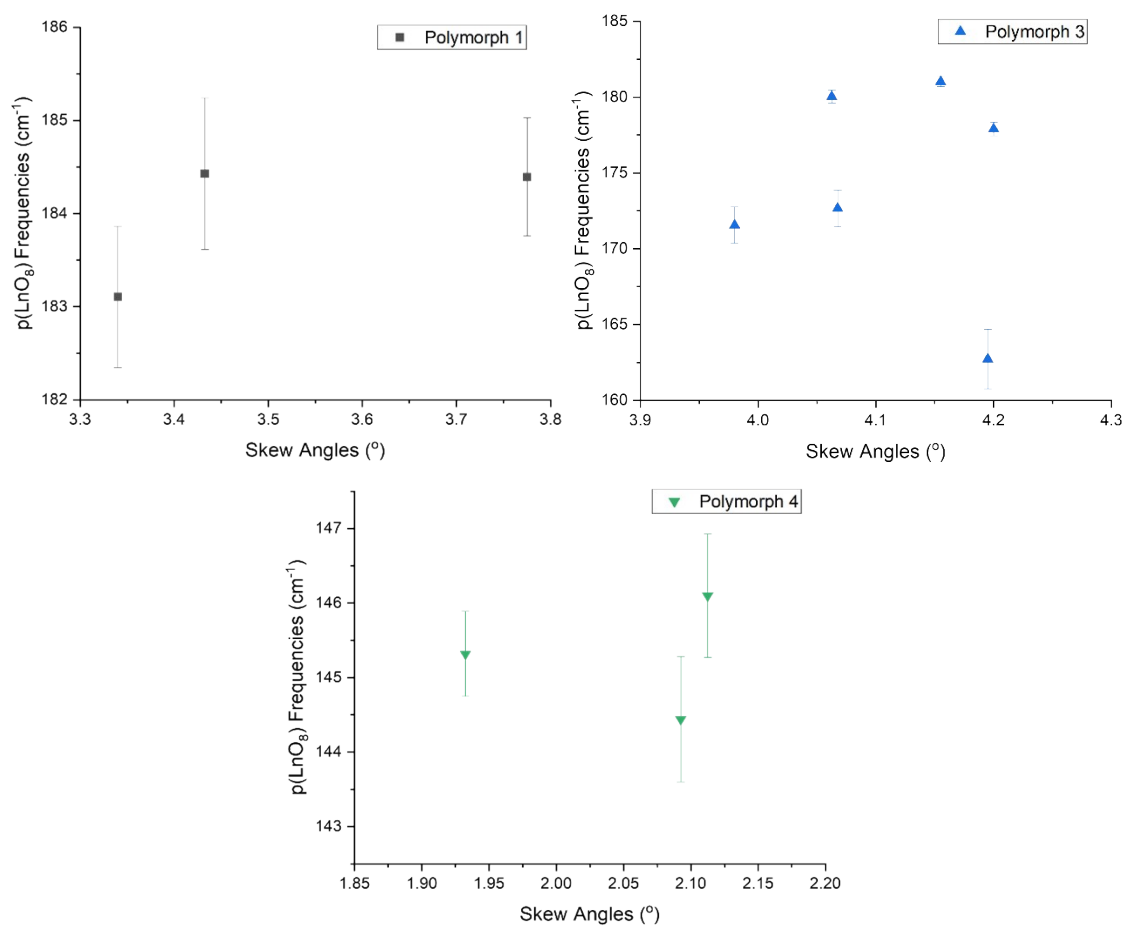 Polymorph 1
p(LnO₈) Frequencies (cm⁻¹)
186
185
184
183
182
3.3 3.4 3.5 3.6 3.7 3.8
Skew Angles (º)
Polymorph 3
p(LnO₈) Frequencies (cm⁻¹)
185
180
175
170
165
160
3.9 4.0 4.1 4.2 4.3
Skew Angles (º)
Polymorph 4
p(LnO₈) Frequencies (cm⁻¹)
147
146
145
144
143
1.85 1.90 1.95 2.00 2.05 2.10 2.15 2.20
Skew Angles (º)